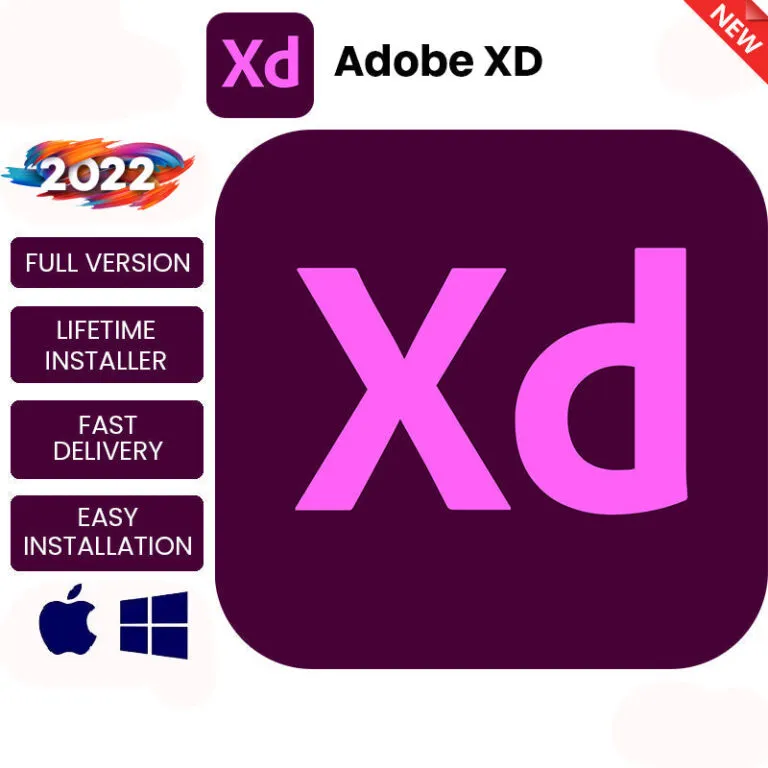 Xd
Adobe XD
NEW
2022
FULL VERSION
LIFETIME
INSTALLER
FAST
DELIVERY
EASY
INSTALLATION
Xd